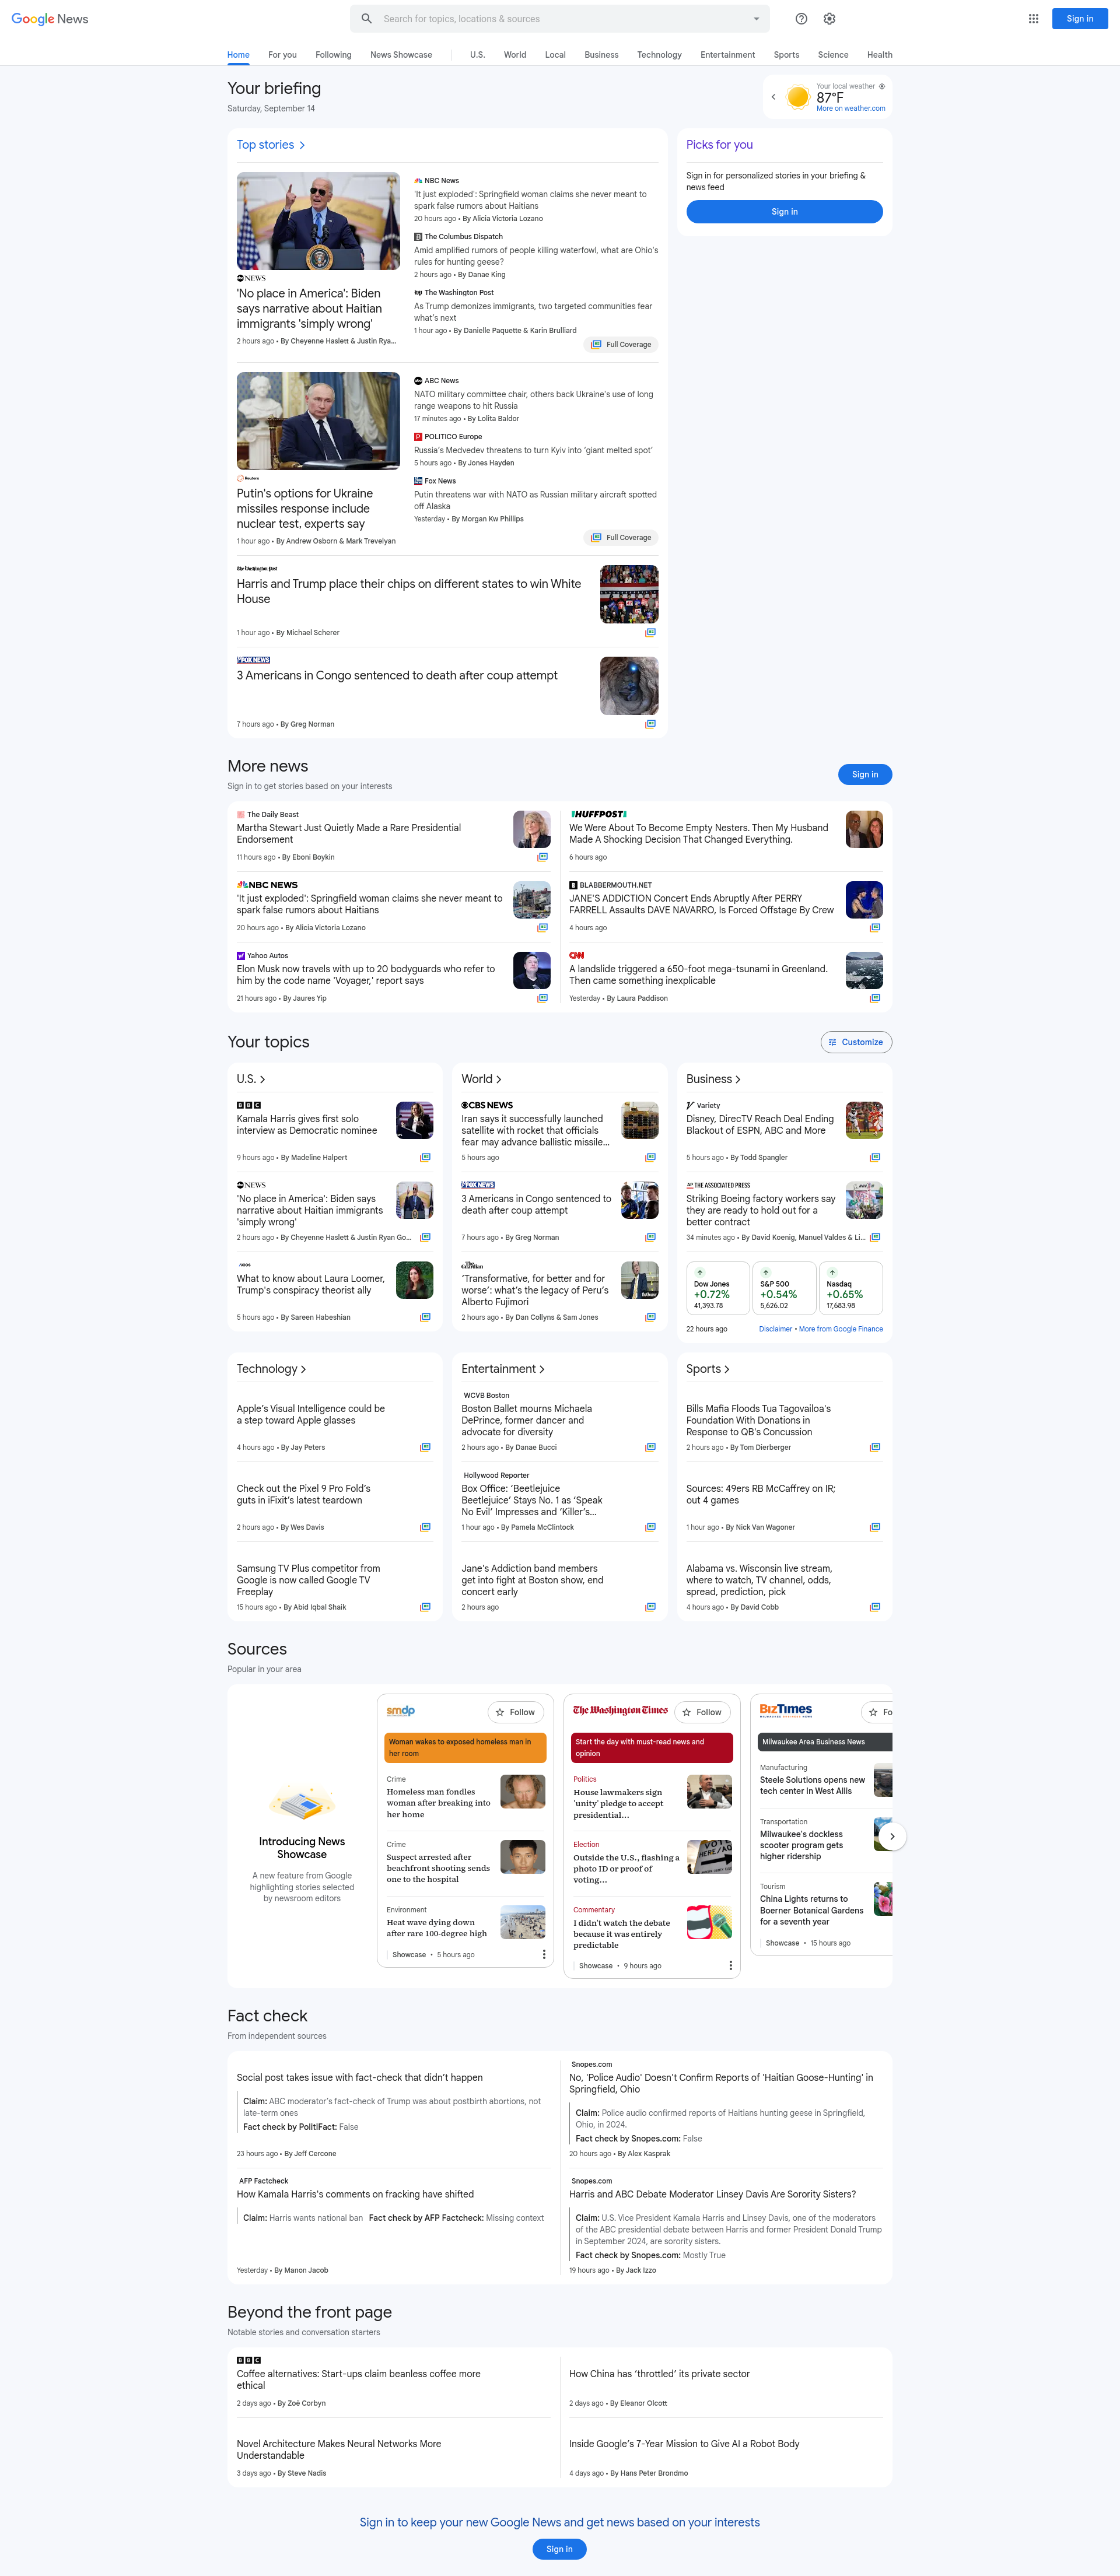 Google News
Search for topics, locations & sources
Sign in
Home For you Following News Showcase U.S. World Local Business Technology Entertainment Sports Science Health
Your briefing
Saturday, September 14
Your local weather
87°F
More on weather.com
Top stories
NEWS
'No place in America': Biden
says narrative about Haitian
immigrants 'simply wrong'
2 hours ago • By Cheyenne Haslett & Justin Rya...
NBC News
'It just exploded': Springfield woman claims she never meant to
spark false rumors about Haitians
20 hours ago • By Alicia Victoria Lozano
The Columbus Dispatch
Amid amplified rumors of people killing waterfowl, what are Ohio's
rules for hunting geese?
2 hours ago • By Danae King
The Washington Post
As Trump demonizes immigrants, two targeted communities fear
what's next
1 hour ago • By Danielle Paquette & Karin Brulliard
Full Coverage
Picks for you
Sign in for personalized stories in your briefing &
news feed
Sign in
Reuters
Putin's options for Ukraine
missiles response include
nuclear test, experts say
1 hour ago • By Andrew Osborn & Mark Trevelyan
ABC News
NATO military committee chair, others back Ukraine's use of long
range weapons to hit Russia
17 minutes ago • By Lolita Baldor
POLITICO Europe
Russia's Medvedev threatens to turn Kyiv into 'giant melted spot'
5 hours ago • By Jones Hayden
Fox News
Putin threatens war with NATO as Russian military aircraft spotted
off Alaska
Yesterday • By Morgan Kw Phillips
Full Coverage
The Washington Post
Harris and Trump place their chips on different states to win White
House
1 hour ago • By Michael Scherer
FOX NEWS
3 Americans in Congo sentenced to death after coup attempt
7 hours ago • By Greg Norman
More news
Sign in to get stories based on your interests
Sign in
The Daily Beast
Martha Stewart Just Quietly Made a Rare Presidential
Endorsement
11 hours ago • By Eboni Boykin
NBC NEWS
'It just exploded': Springfield woman claims she never meant to
spark false rumors about Haitians
20 hours ago • By Alicia Victoria Lozano
Yahoo Autos
Elon Musk now travels with up to 20 bodyguards who refer to
him by the code name 'Voyager,' report says
21 hours ago • By Jaures Yip
HUFFPOST
We Were About To Become Empty Nesters. Then My Husband
Made A Shocking Decision That Changed Everything.
6 hours ago
BLABBERMOUTH.NET
JANE'S ADDICTION Concert Ends Abruptly After PERRY
FARRELL Assaults DAVE NAVARRO, Is Forced Offstage By Crew
4 hours ago
CNN
A landslide triggered a 650-foot mega-tsunami in Greenland.
Then came something inexplicable
Yesterday • By Laura Paddison
Your topics
Customize
U.S.
BBC
Kamala Harris gives first solo
interview as Democratic nominee
9 hours ago • By Madeline Halpert
NEWS
'No place in America': Biden says
narrative about Haitian immigrants
'simply wrong'
2 hours ago • By Cheyenne Haslett & Justin Ryan Go...
AXIOS
What to know about Laura Loomer,
Trump's conspiracy theorist ally
5 hours ago • By Sareen Habeshian
World
CBS NEWS
Iran says it successfully launched
satellite with rocket that officials
fear may advance ballistic missile...
5 hours ago
FOX NEWS
3 Americans in Congo sentenced to
death after coup attempt
7 hours ago • By Greg Norman
The Guardian
'Transformative, for better and for
worse': what's the legacy of Peru's
Alberto Fujimori
2 hours ago • By Dan Collyns & Sam Jones
Business
Variety
Disney, DirecTV Reach Deal Ending
Blackout of ESPN, ABC and More
5 hours ago • By Todd Spangler
AP THE ASSOCIATED PRESS
Striking Boeing factory workers say
they are ready to hold out for a
better contract
34 minutes ago • By David Koenig, Manuel Valdes & Li...
Dow Jones
+0.72%
41,393.78
S&P 500
+0.54%
5,626.02
Nasdaq
+0.65%
17,683.98
22 hours ago
Disclaimer • More from Google Finance
Technology
Apple's Visual Intelligence could be
a step toward Apple glasses
4 hours ago • By Jay Peters
Check out the Pixel 9 Pro Fold's
guts in iFixit's latest teardown
2 hours ago • By Wes Davis
Samsung TV Plus competitor from
Google is now called Google TV
Freeplay
15 hours ago • By Abid Iqbal Shaik
Entertainment
WCVB Boston
Boston Ballet mourns Michaela
DePrince, former dancer and
advocate for diversity
2 hours ago • By Danae Bucci
Hollywood Reporter
Box Office: 'Beetlejuice
Beetlejuice' Stays No. 1 as 'Speak
No Evil' Impresses and 'Killer's...
1 hour ago • By Pamela McClintock
Jane's Addiction band members
get into fight at Boston show, end
concert early
2 hours ago
Sports
Bills Mafia Floods Tua Tagovailoa's
Foundation With Donations in
Response to QB's Concussion
2 hours ago • By Tom Dierberger
Sources: 49ers RB McCaffrey on IR;
out 4 games
1 hour ago • By Nick Van Wagoner
Alabama vs. Wisconsin live stream,
where to watch, TV channel, odds,
spread, prediction, pick
4 hours ago • By David Cobb
Sources
Popular in your area
Introducing News
Showcase
A new feature from Google
highlighting stories selected
by newsroom editors
smdp
Follow
Woman wakes to exposed homeless man in
her room
Crime
Homeless man fondles
woman after breaking into
her home
Crime
Suspect arrested after
beachfront shooting sends
one to the hospital
Environment
Heat wave dying down
after rare 100-degree high
Showcase • 5 hours ago
The Washington Times
Follow
Start the day with must-read news and
opinion
Politics
House lawmakers sign
'unity' pledge to accept
presidential...
Election
Outside the U.S., flashing a
photo ID or proof of
voting...
Commentary
I didn't watch the debate
because it was entirely
predictable
Showcase • 9 hours ago
BIZTIMES
MILWAUKEE BUSINESS NEWS
Fo
Milwaukee Area Business News
Manufacturing
Steele Solutions opens new
tech center in West Allis
Transportation
Milwaukee's dockless
scooter program gets
higher ridership
Tourism
China Lights returns to
Boerner Botanical Gardens
for a seventh year
Showcase • 15 hours ago
Fact check
From independent sources
Social post takes issue with fact-check that didn't happen
Claim: ABC moderator's fact-check of Trump was about postbirth abortions, not
late-term ones
Fact check by PolitiFact: False
23 hours ago • By Jeff Cercone
Snopes.com
No, 'Police Audio' Doesn't Confirm Reports of 'Haitian Goose-Hunting' in
Springfield, Ohio
Claim: Police audio confirmed reports of Haitians hunting geese in Springfield,
Ohio, in 2024.
Fact check by Snopes.com: False
20 hours ago • By Alex Kasprak
AFP Factcheck
How Kamala Harris's comments on fracking have shifted
Claim: Harris wants national ban Fact check by AFP Factcheck: Missing context
Yesterday • By Manon Jacob
Snopes.com
Harris and ABC Debate Moderator Linsey Davis Are Sorority Sisters?
Claim: U.S. Vice President Kamala Harris and Linsey Davis, one of the moderators
of the ABC presidential debate between Harris and former President Donald Trump
in September 2024, are sorority sisters.
Fact check by Snopes.com: Mostly True
19 hours ago • By Jack Izzo
Beyond the front page
Notable stories and conversation starters
BBC
Coffee alternatives: Start-ups claim beanless coffee more
ethical
2 days ago • By Zoë Corbyn
How China has 'throttled' its private sector
2 days ago • By Eleanor Olcott
Novel Architecture Makes Neural Networks More
Understandable
3 days ago • By Steve Nadis
Inside Google's 7-Year Mission to Give AI a Robot Body
4 days ago • By Hans Peter Brondmo
Sign in to keep your new Google News and get news based on your interests
Sign in